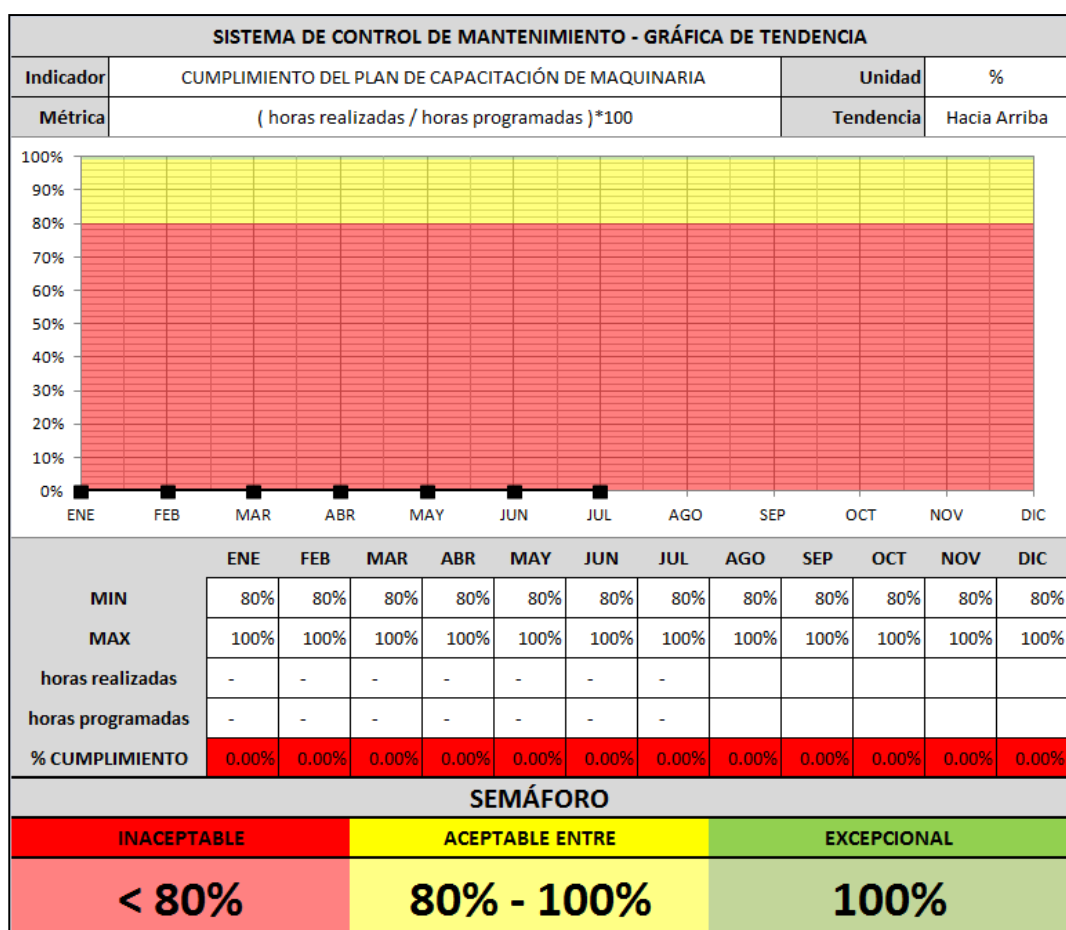 SISTEMA DE CONTROL DE MANTENIMIENTO - GRÁFICA DE TENDENCIA
Indicador CUMPLIMIENTO DEL PLAN DE CAPACITACIÓN DE MAQUINARIA Unidad %
Métrica ( horas realizadas / horas programadas )*100 Tendencia Hacia Arriba
100%
90%
80%
70%
60%
50%
40%
30%
20%
10%
0%
ENE FEB MAR ABR MAY JUN JUL AGO SEP OCT NOV DIC
ENE FEB MAR ABR MAY JUN JUL AGO SEP OCT NOV DIC
MIN 80% 80% 80% 80% 80% 80% 80% 80% 80% 80% 80% 80%
MAX 100% 100% 100% 100% 100% 100% 100% 100% 100% 100% 100% 100%
horas realizadas - - - - - - -
horas programadas - - - - - - -
% CUMPLIMIENTO 0.00% 0.00% 0.00% 0.00% 0.00% 0.00% 0.00% 0.00% 0.00% 0.00% 0.00% 0.00%
SEMÁFORO
INACEPTABLE ACEPTABLE ENTRE EXCEPCIONAL
< 80% 80% - 100% 100%